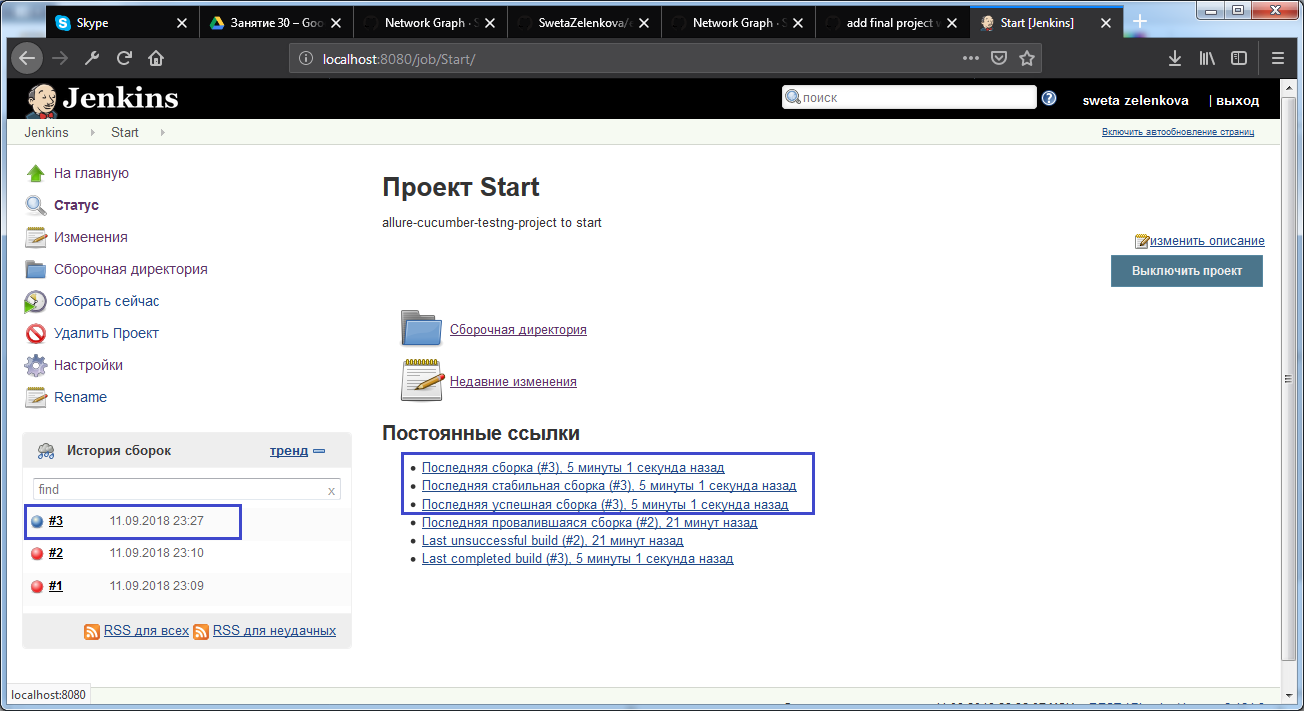 Skype
Занятие 30 – Goo
Network Graph · S
SwetaZelenkova/e
Network Graph · S
add final project v
Start [Jenkins]
localhost:8080/job/Start/
Jenkins
поиск
sweta zelenkova
| выход
Jenkins
Start
Включить автообновление страниц
На главную
Статус
Изменения
Сборочная директория
Собрать сейчас
Удалить Проект
Настройки
Rename
История сборок
тренд
find
x
#3 11.09.2018 23:27
#2 11.09.2018 23:10
#1 11.09.2018 23:09
RSS для всех
RSS для неудачных
Проект Start
allure-cucumber-testng-project to start
изменить описание
Выключить проект
Сборочная директория
Недавние изменения
Постоянные ссылки
Последняя сборка (#3), 5 минуты 1 секунда назад
Последняя стабильная сборка (#3), 5 минуты 1 секунда назад
Последняя успешная сборка (#3), 5 минуты 1 секунда назад
Последняя провалившаяся сборка (#2), 21 минут назад
Last unsuccessful build (#2), 21 минут назад
Last completed build (#3), 5 минуты 1 секунда назад
localhost:8080